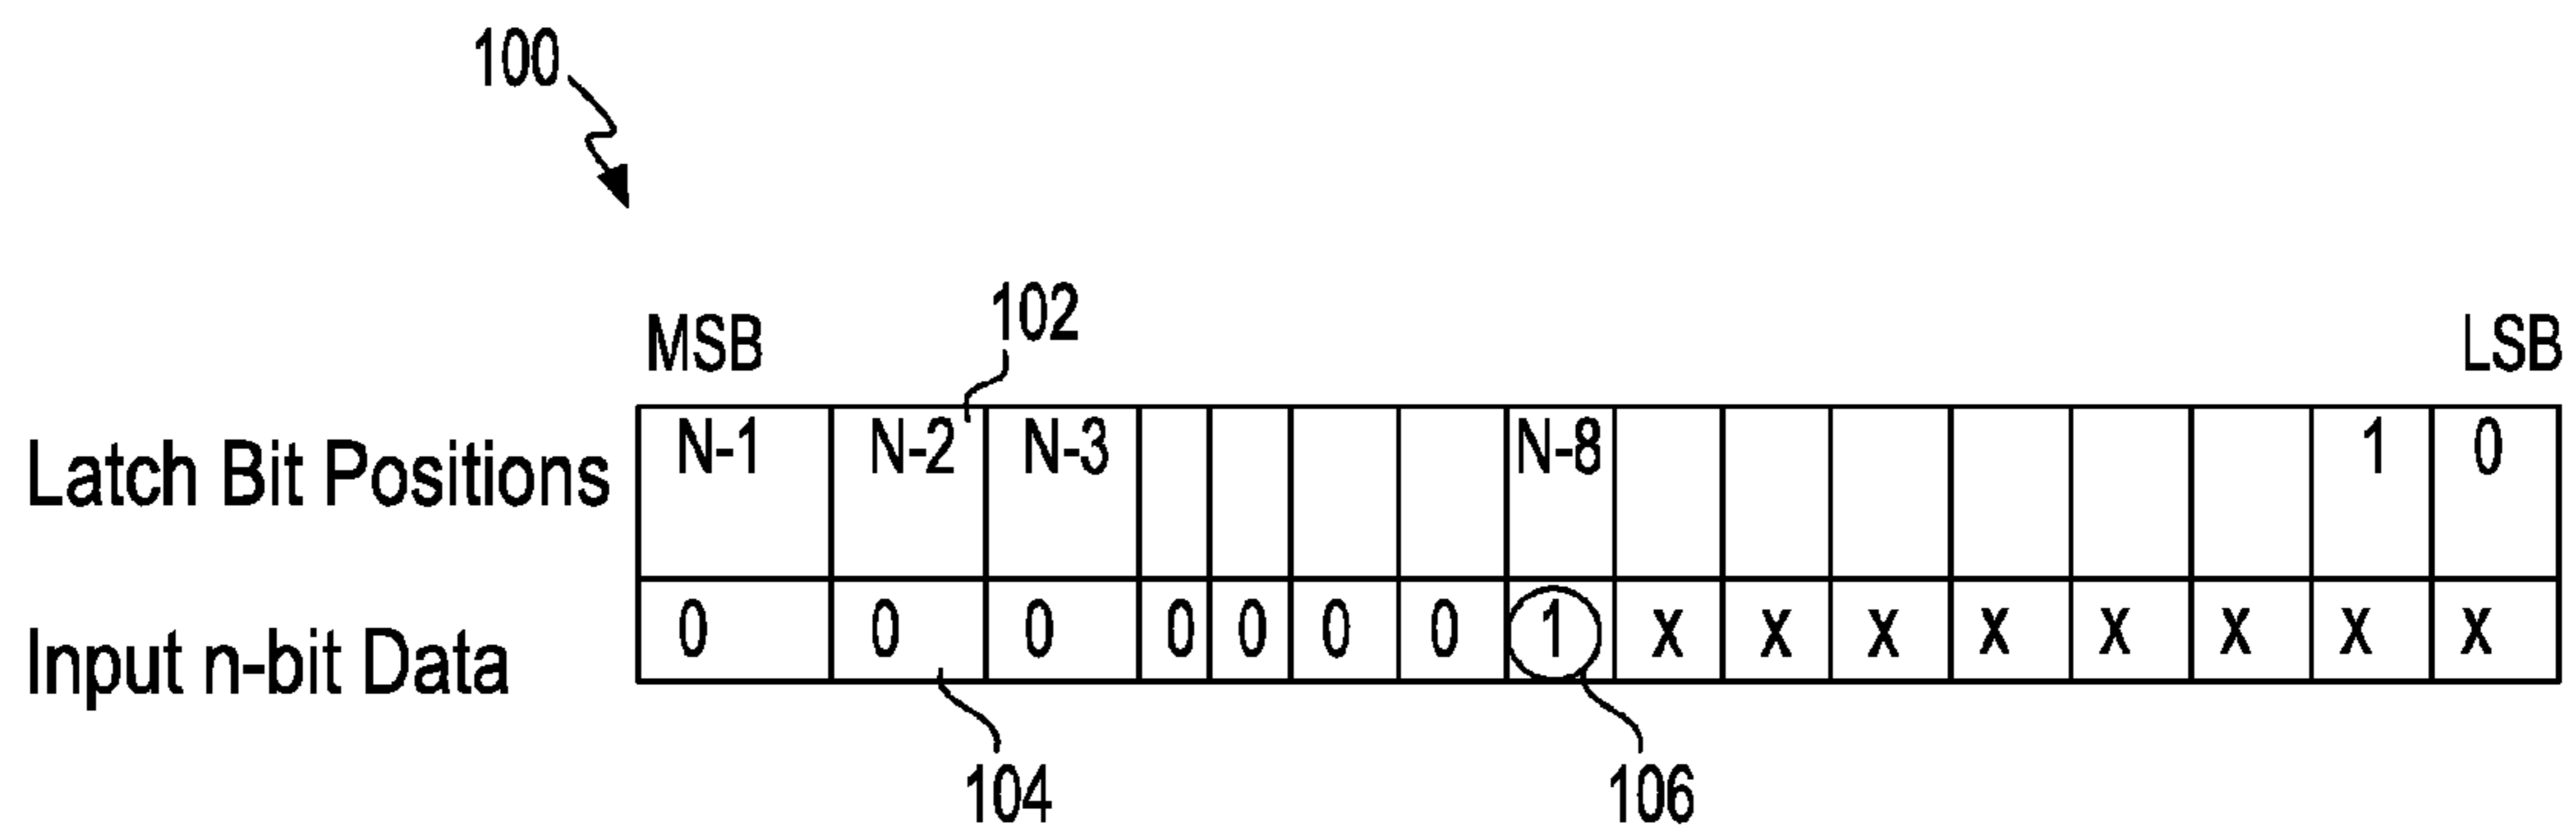 100
102
MSB LSB
Latch Bit Positions N-1 N-2 N-3 N-8 1 0
Input n-bit Data 0 0 0 0 0 0 0 1 X X X X X X X X
104 106